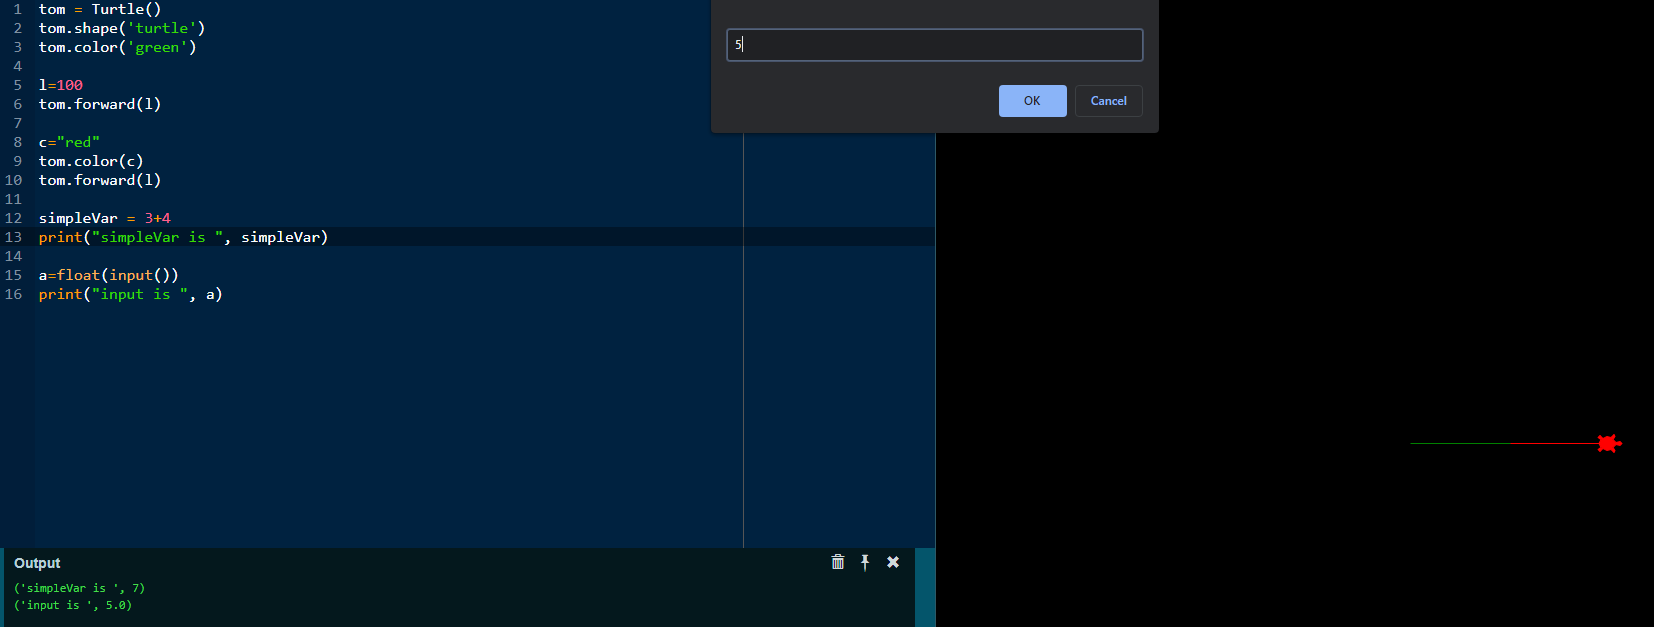 1 tom = Turtle()
2 tom.shape('turtle')
3 tom.color('green')
4
5 l=100
6 tom.forward(l)
7
8 c="red"
9 tom.color(c)
10 tom.forward(l)
11
12 simpleVar = 3+4
13 print("simpleVar is ", simpleVar)
14
15 a=float(input())
16 print("input is ", a)
5
OK Cancel
Output
('simpleVar is ', 7)
('input is ', 5.0)